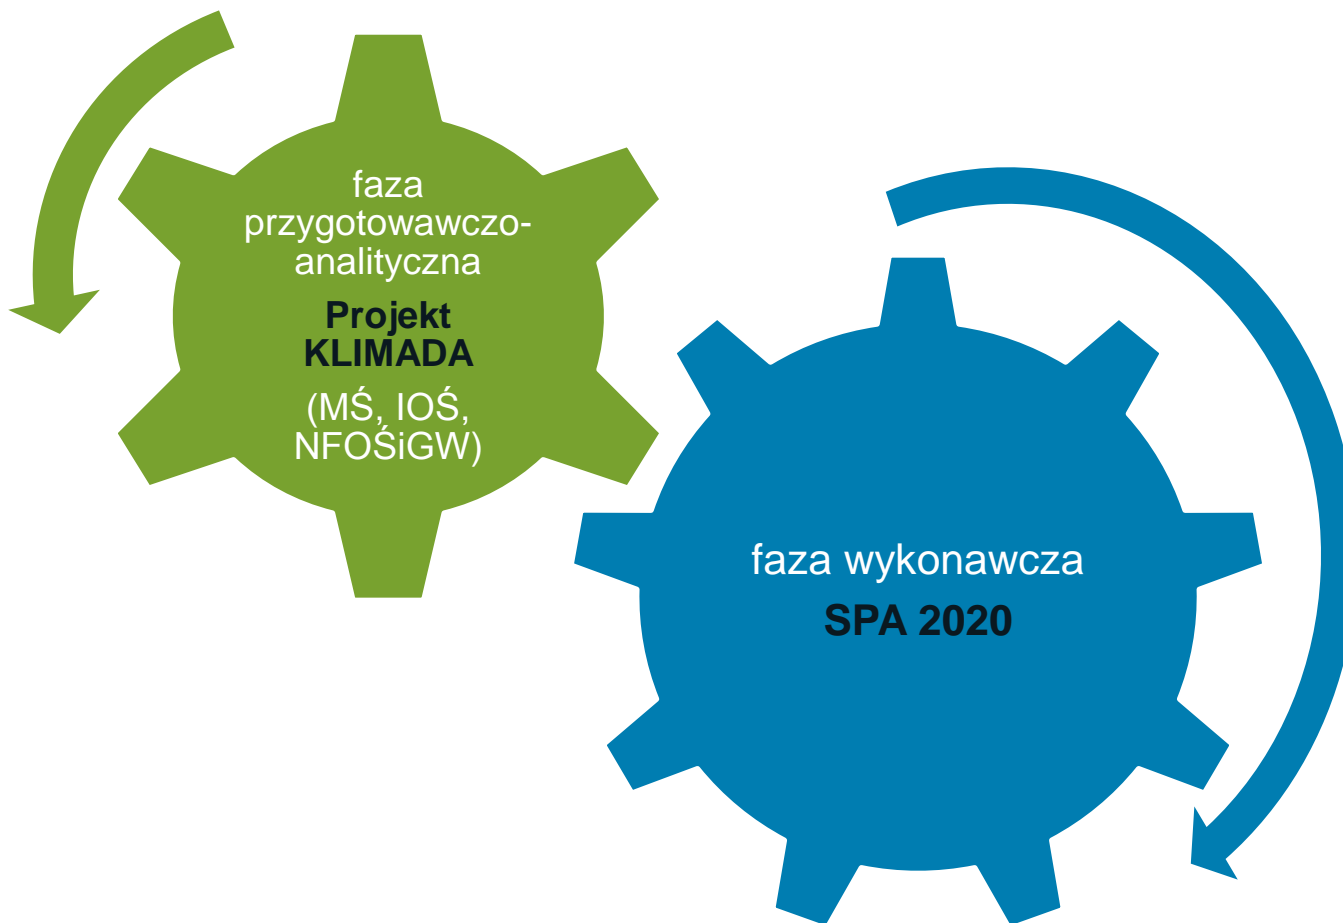 faza
przygotowawczo-
analityczna
Projekt
KLIMADA
(MŚ, IOŚ,
NFOŚiGW)
faza wykonawcza
SPA 2020